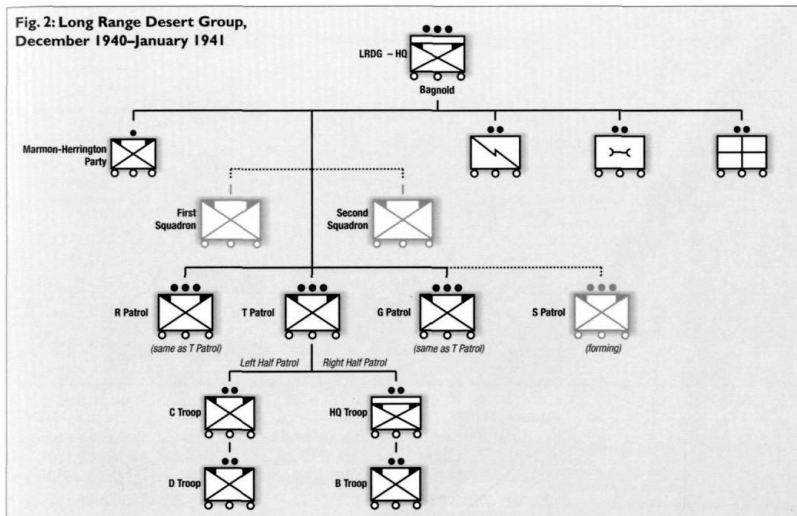 Fig. 2: Long Range Desert Group,
December 1940–January 1941
LRDG – HQ
Bagnold
Marmon-Herrington
Party
First
Squadron
Second
Squadron
R Patrol
T Patrol
G Patrol
S Patrol
(same as T Patrol)
(same as T Patrol)
(forming)
Left Half Patrol
Right Half Patrol
C Troop
HQ Troop
D Troop
B Troop